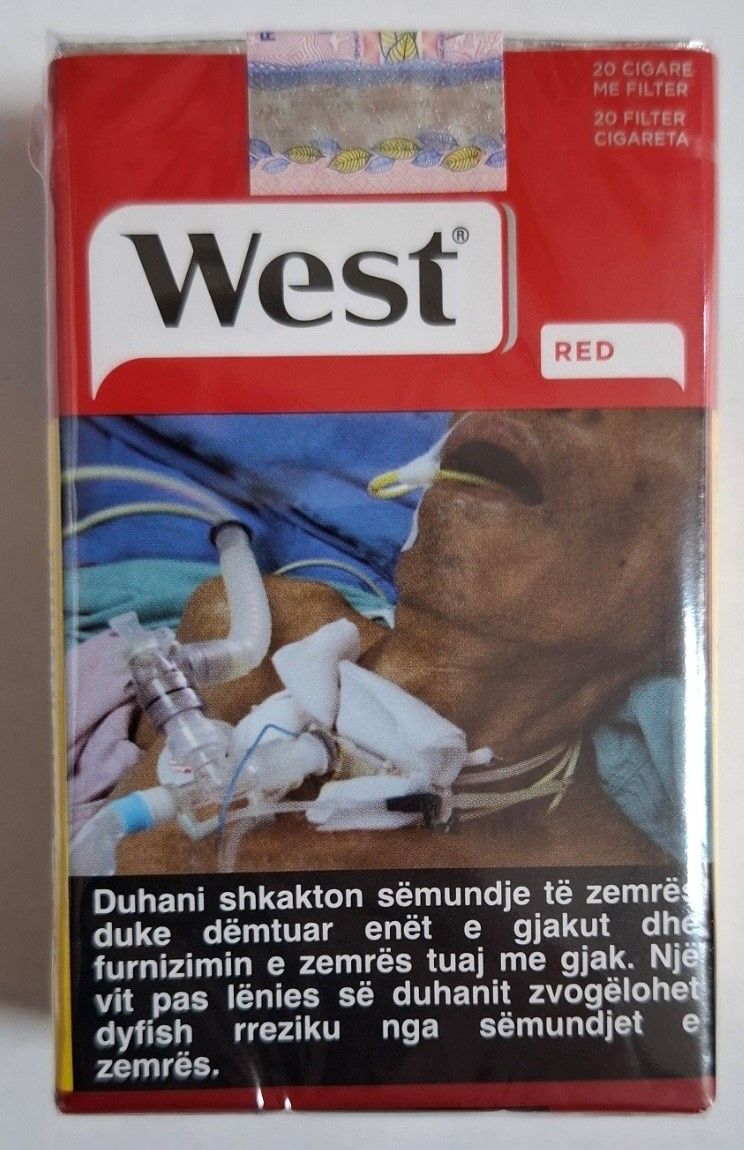 20 CIGARE
ME FILTER
20 FILTER
CIGARETA
West®
RED
Duhani shkakton sëmundje të zemrës
duke dëmtuar enët e gjakut dhe
furnizimin e zemrës tuaj me gjak. Një
vit pas lënies së duhanit zvogëlohet
dyfish rreziku nga sëmundjet e
zemrës.